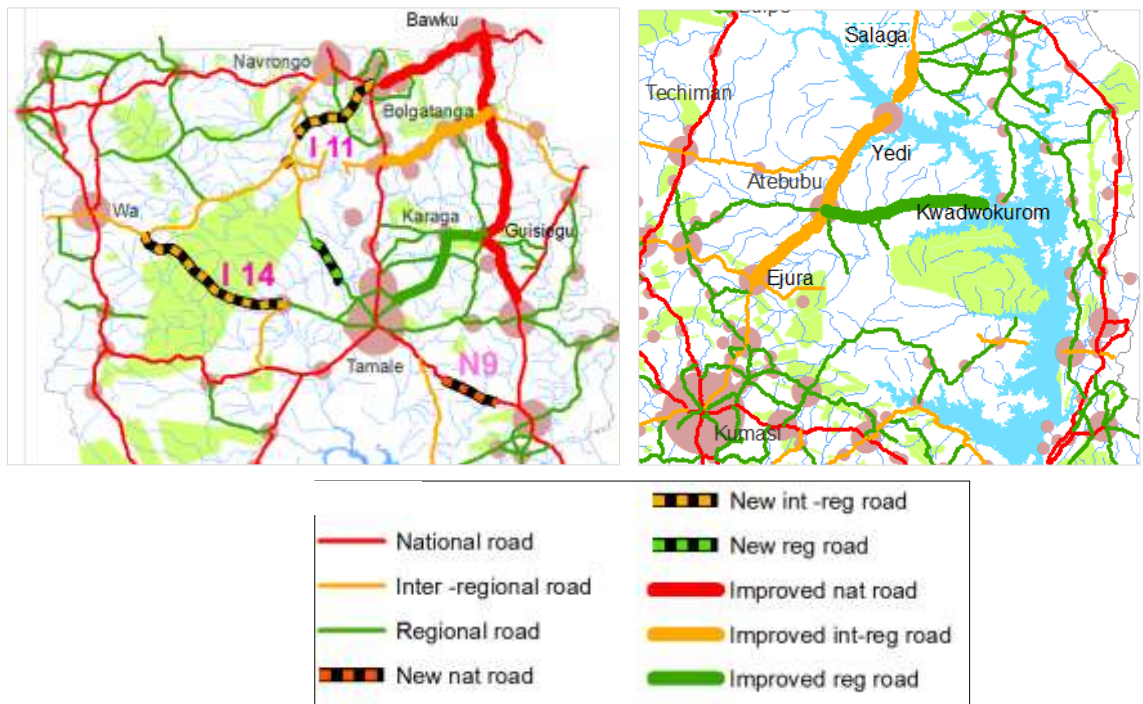 Bawku
Navrongo
Bolgatanga
I 11
Wa
Karaga
Guisiegu
I 14
Tamale
N9
Salaga
Techiman
Yedi
Atebubu
Kwadwokurom
Ejura
Kumasi
National road
Inter -regional road
Regional road
New nat road
New int -reg road
New reg road
Improved nat road
Improved int-reg road
Improved reg road